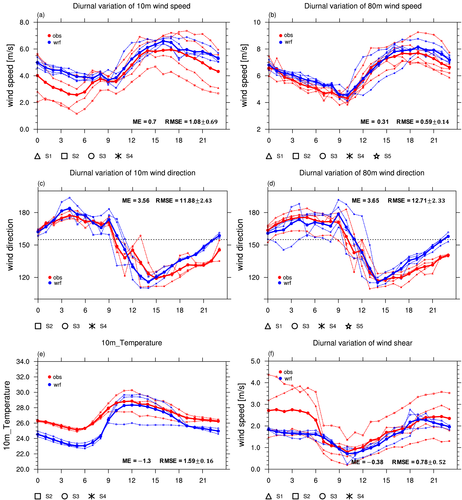 Diurnal variation of 10m wind speed
(a)
obs
wrf
wind speed [m/s]
8.0
6.0
4.0
2.0
0.0
ME = 0.7 RMSE = 1.08±0.69
0 3 6 9 12 15 18 21
S1 S2 S3 S4
Diurnal variation of 80m wind speed
(b)
obs
wrf
wind speed [m/s]
10
8
6
4
2
ME = 0.31 RMSE = 0.59±0.14
0 3 6 9 12 15 18 21
S1 S2 S3 S4 S5
Diurnal variation of 10m wind direction
(c)
ME = 3.56 RMSE = 11.88±2.43
wind direction
180
160
140
120
obs
wrf
0 3 6 9 12 15 18 21
S2 S3 S4
Diurnal variation of 80m wind direction
(d)
ME = 3.65 RMSE = 12.71±2.33
wind direction
180
150
120
obs
wrf
0 3 6 9 12 15 18 21
S1 S3 S4 S5
10m_Temperature
(e)
obs
wrf
10m_Temperature
34.0
32.0
30.0
28.0
26.0
24.0
22.0
20.0
ME = −1.3 RMSE = 1.59±0.16
0 3 6 9 12 15 18 21
S2 S3 S4
Diurnal variation of wind shear
(f)
obs
wrf
wind speed [m/s]
5.0
4.0
3.0
2.0
1.0
0.0
ME = −0.38 RMSE = 0.78±0.52
0 3 6 9 12 15 18 21
S1 S2 S3 S4